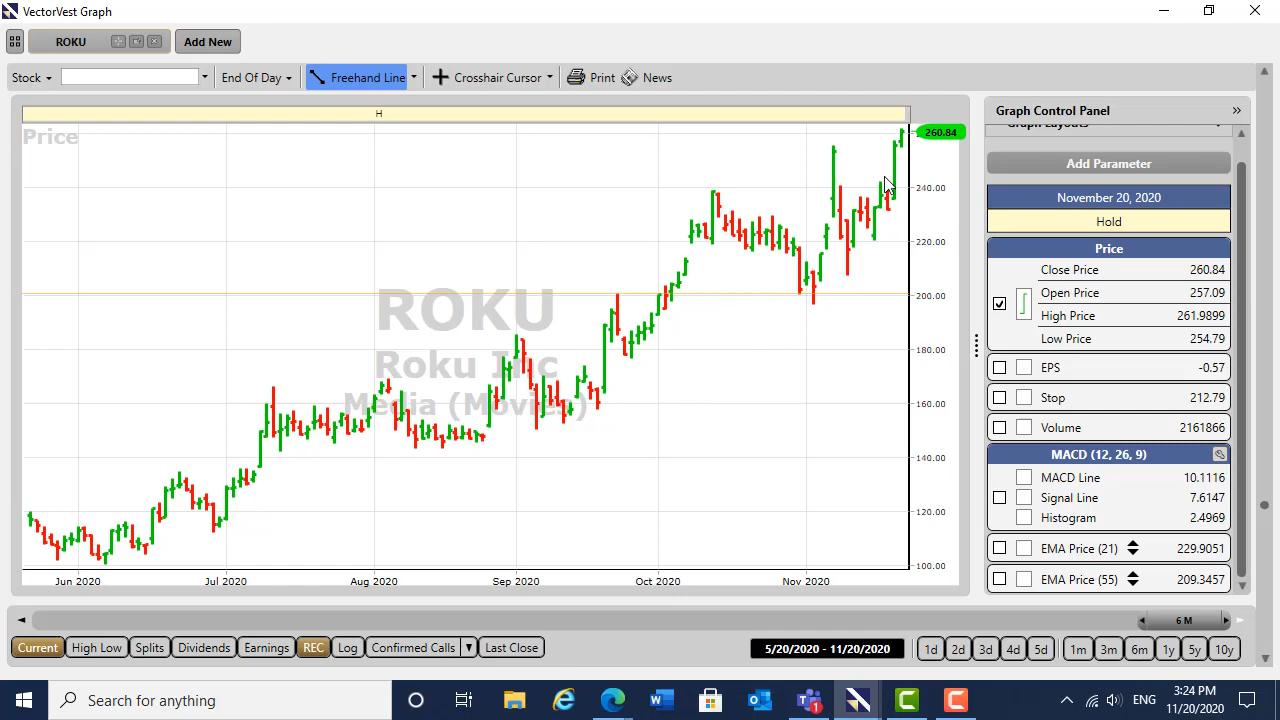 VectorVest Graph
ROKU
Add New
Stock
End Of Day
Freehand Line
Crosshair Cursor
Print
News
H
Price
260.84
240.00
220.00
200.00
180.00
160.00
140.00
120.00
100.00
ROKU
Roku Inc
Media (Movies)
Jun 2020 Jul 2020 Aug 2020 Sep 2020 Oct 2020 Nov 2020
Graph Control Panel »
Graph Layouts
Add Parameter
November 20, 2020
Hold
Price
Close Price 260.84
Open Price 257.09
High Price 261.9899
Low Price 254.79
EPS -0.57
Stop 212.79
Volume 2161866
MACD (12, 26, 9)
MACD Line 10.1116
Signal Line 7.6147
Histogram 2.4969
EMA Price (21) 229.9051
EMA Price (55) 209.3457
6 M
Current High Low Splits Dividends Earnings REC Log Confirmed Calls Last Close
5/20/2020 - 11/20/2020
1d 2d 3d 4d 5d 1m 3m 6m 1y 5y 10y
Search for anything
1
ENG
3:24 PM
11/20/2020